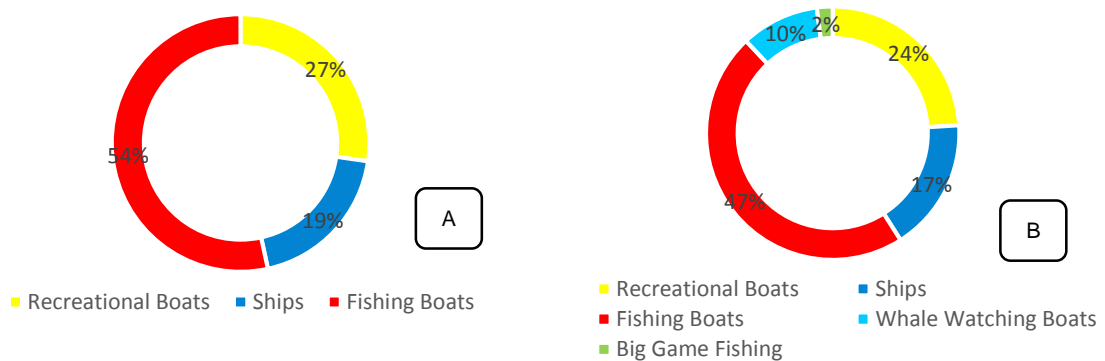 27%
54%
19%
A
Recreational Boats Ships Fishing Boats
10%
2%
24%
17%
47%
B
Recreational Boats Ships
Fishing Boats Whale Watching Boats
Big Game Fishing